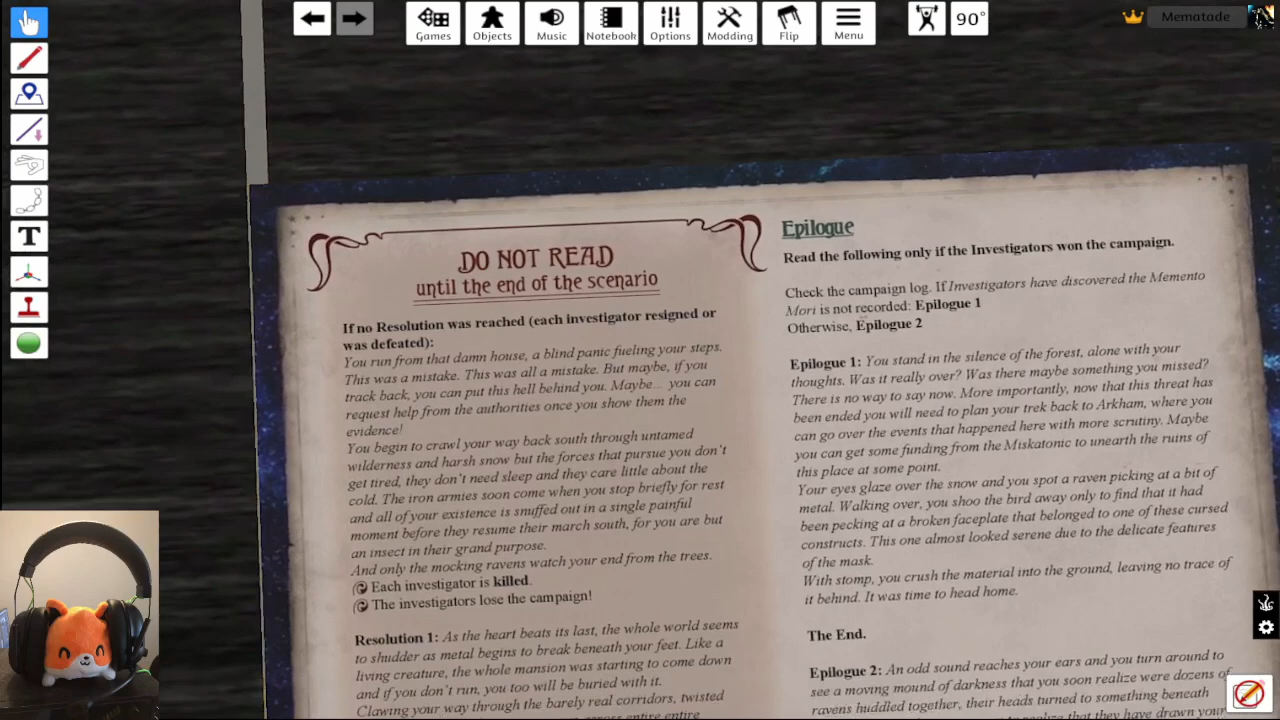 Games
Objects
Music
Notebook
Options
Modding
Flip
Menu
90°
Mematade
T
DO NOT READ
until the end of the scenario
If no Resolution was reached (each investigator resigned or
was defeated):
You run from that damn house, a blind panic fueling your steps.
This was a mistake. This was all a mistake. But maybe, if you
track back, you can put this hell behind you. Maybe... you can
request help from the authorities once you show them the
evidence!
You begin to crawl your way back south through untamed
wilderness and harsh snow but the forces that pursue you don't
get tired, they don't need sleep and they care little about the
cold. The iron armies soon come when you stop briefly for rest
and all of your existence is snuffed out in a single painful
moment before they resume their march south, for you are but
an insect in their grand purpose.
And only the mocking ravens watch your end from the trees.
Each investigator is killed.
The investigators lose the campaign!
Resolution 1: As the heart beats its last, the whole world seems
to shudder as metal begins to break beneath your feet. Like a
living creature, the whole mansion was starting to come down
and if you don't run, you too will be buried with it.
Clawing your way through the barely real corridors, twisted
Epilogue
Read the following only if the Investigators won the campaign.
Check the campaign log. If Investigators have discovered the Memento
Mori is not recorded: Epilogue 1
Otherwise, Epilogue 2
Epilogue 1: You stand in the silence of the forest, alone with your
thoughts. Was it really over? Was there maybe something you missed?
There is no way to say now. More importantly, now that this threat has
been ended you will need to plan your trek back to Arkham, where you
can go over the events that happened here with more scrutiny. Maybe
you can get some funding from the Miskatonic to unearth the ruins of
this place at some point.
Your eyes glaze over the snow and you spot a raven picking at a bit of
metal. Walking over, you shoo the bird away only to find that it had
been pecking at a broken faceplate that belonged to one of these cursed
constructs. This one almost looked serene due to the delicate features
of the mask.
With stomp, you crush the material into the ground, leaving no trace of
it behind. It was time to head home.
The End.
Epilogue 2: An odd sound reaches your ears and you turn around to
see a moving mound of darkness that you soon realize were dozens of
ravens huddled together, their heads turned to something beneath